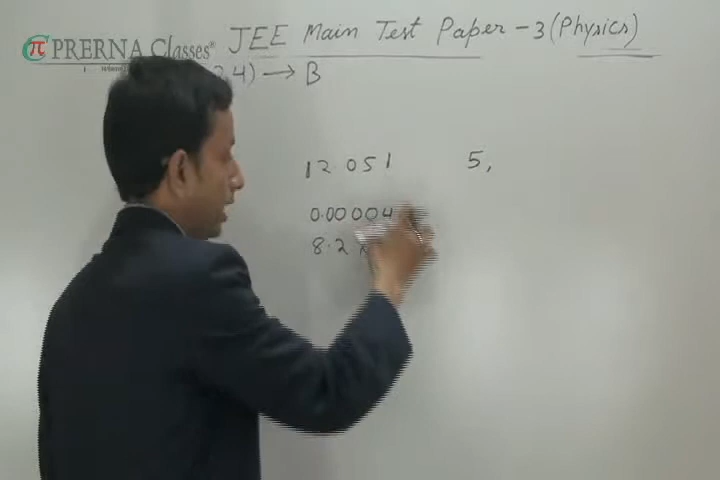 π PRERNA Classes JEE Main Test Paper - 3 (Physics)
4) → B
12 051 5,
0.00004
8.2